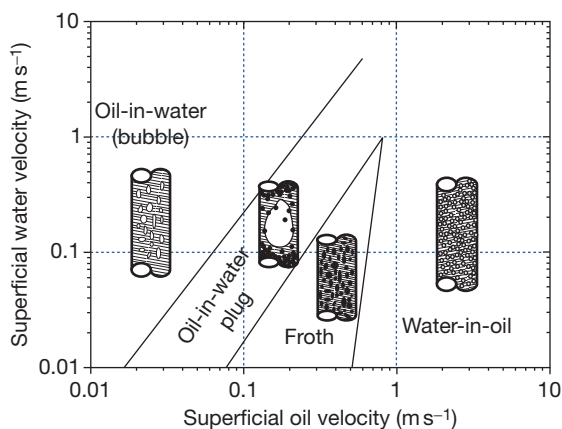 10
1
0.1
0.01
Superficial water velocity (m s⁻¹)
Oil-in-water
(bubble)
Oil-in-water
plug
Froth
Water-in-oil
0.01
0.1
1
10
Superficial oil velocity (m s⁻¹)